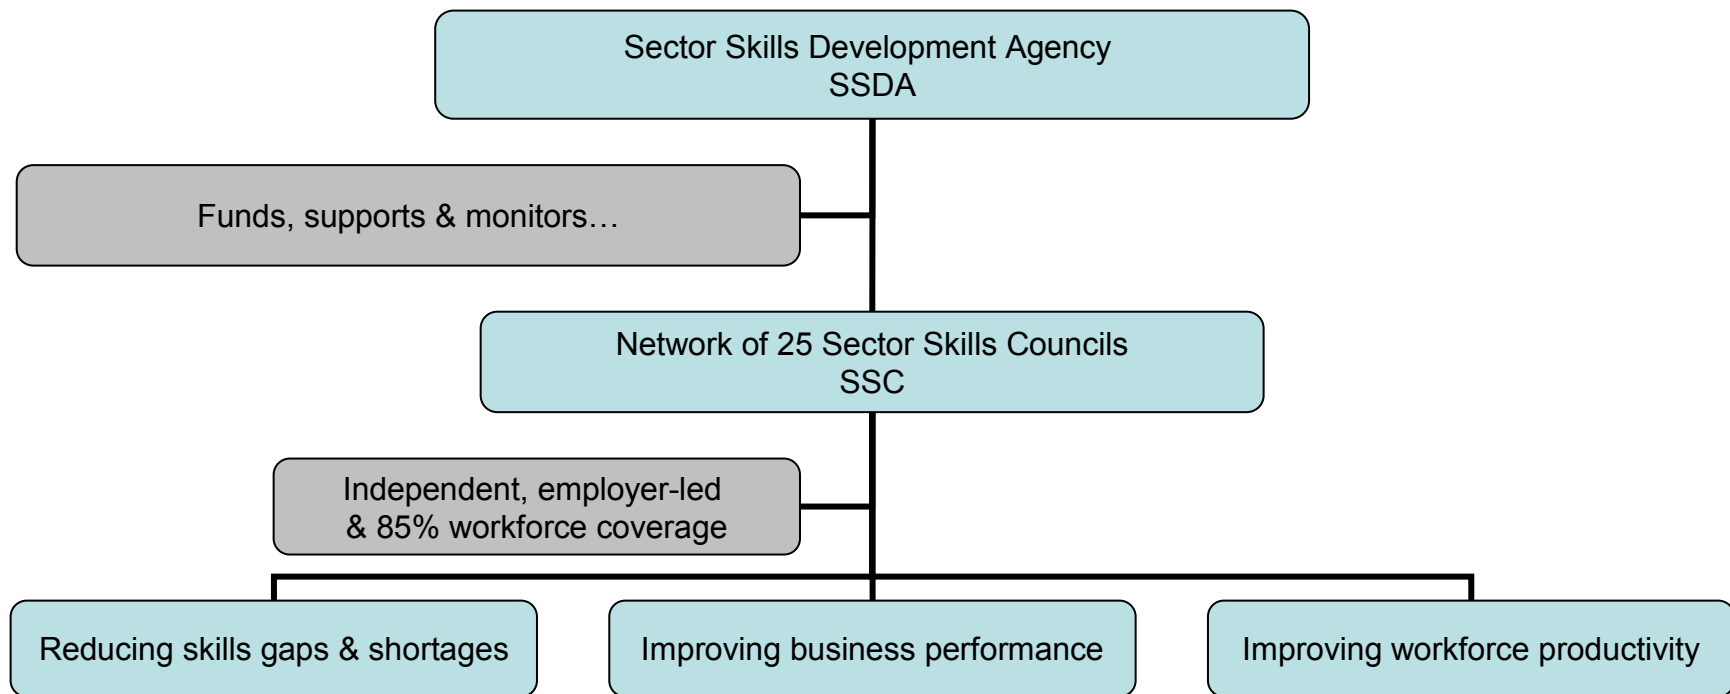 Sector Skills Development Agency
SSDA
Funds, supports & monitors…
Network of 25 Sector Skills Councils
SSC
Independent, employer-led
& 85% workforce coverage
Reducing skills gaps & shortages
Improving business performance
Improving workforce productivity